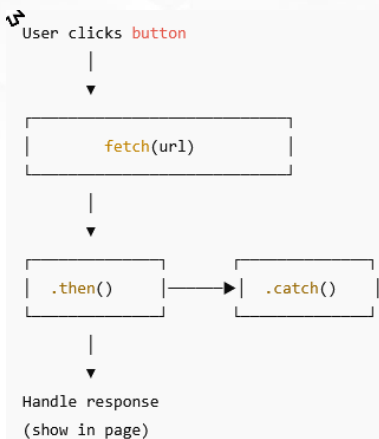 User clicks button
fetch(url)
.then() .catch()
Handle response
(show in page)